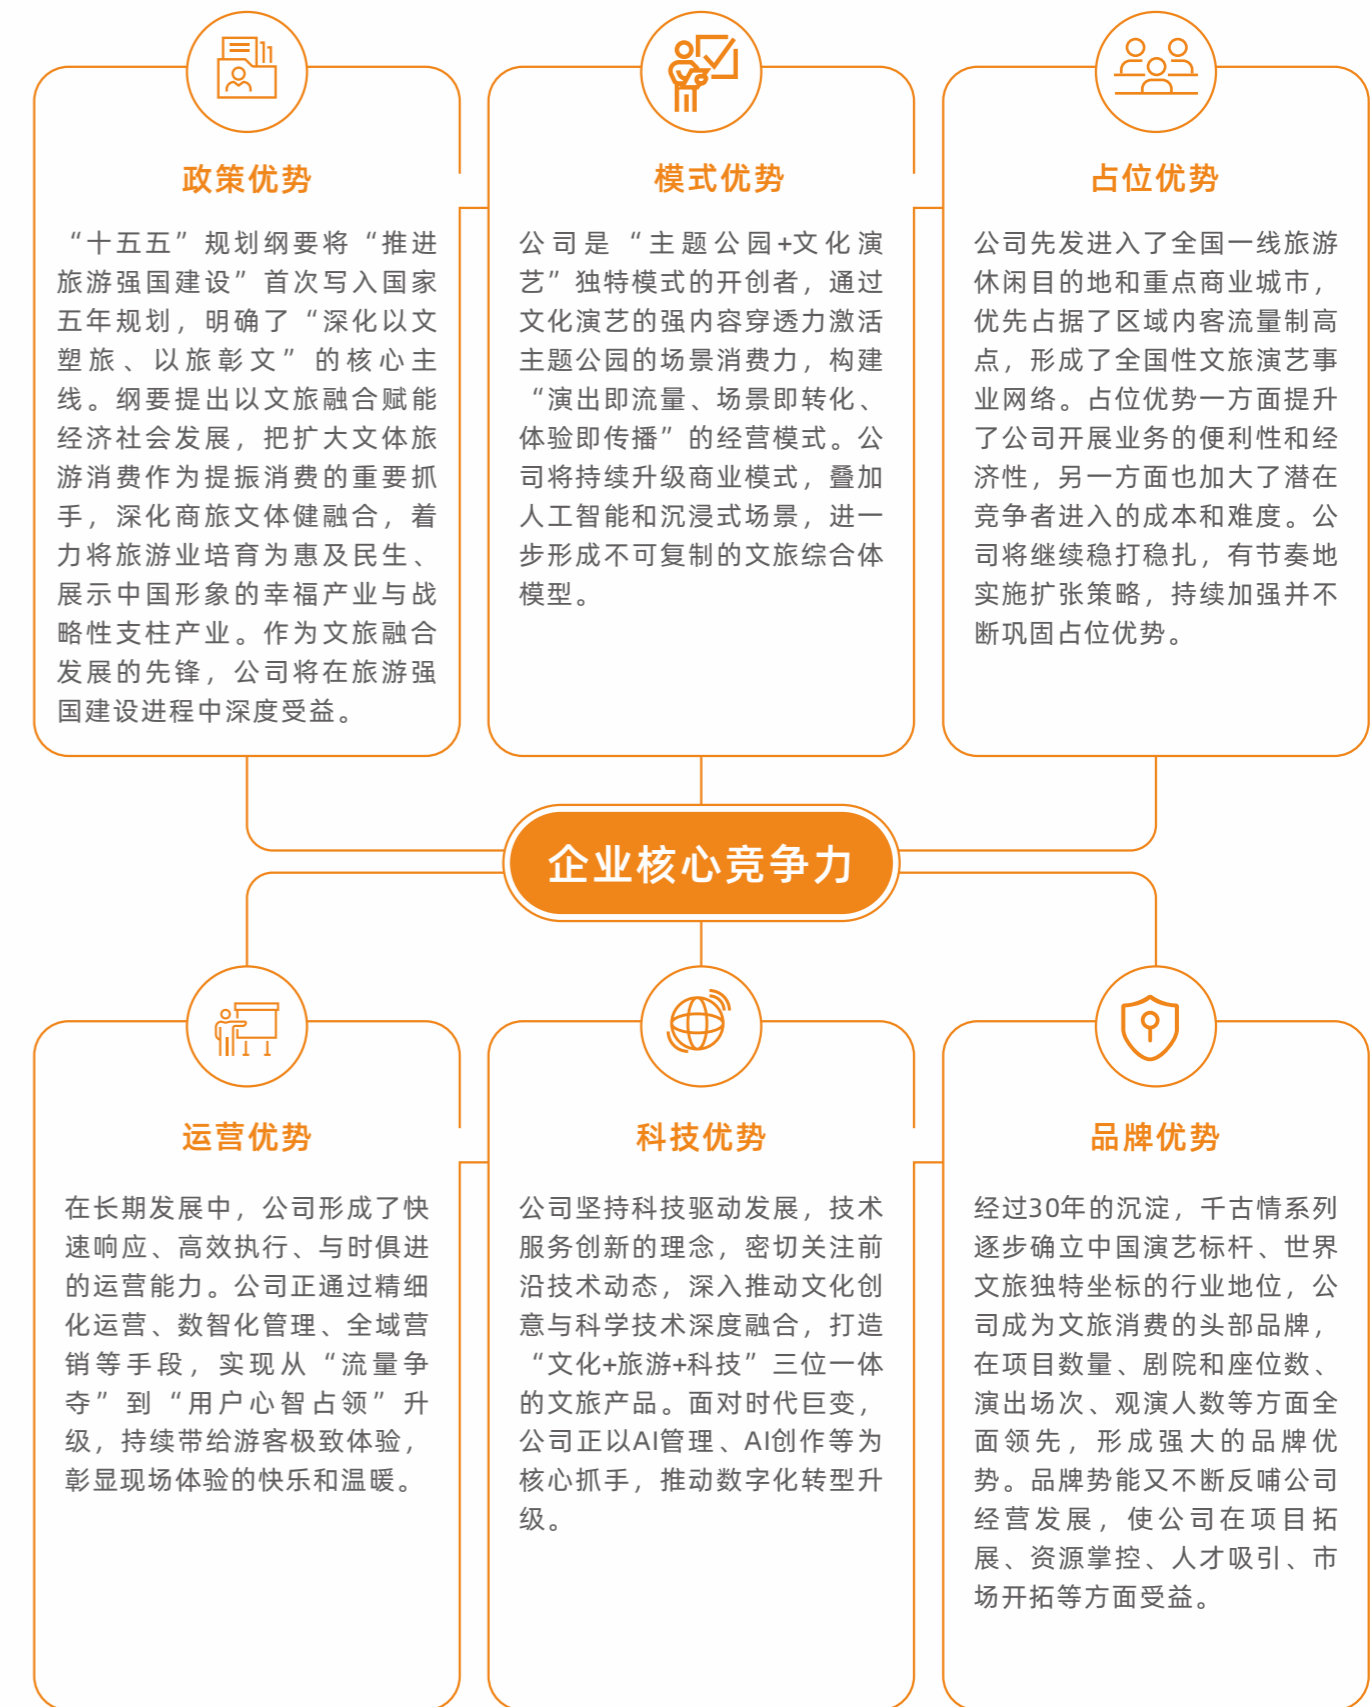 政策优势
“十五五”规划纲要将“推进
旅游强国建设”首次写入国家
五年规划，明确了“深化以文
塑旅、以旅彰文”的核心主
线。纲要提出以文旅融合赋能
经济社会发展，把扩大文体旅
游消费作为提振消费的重要抓
手，深化商旅文体健融合，着
力将旅游业培育为惠及民生、
展示中国形象的幸福产业与战
略性支柱产业。作为文旅融合
发展的先锋，公司将在旅游强
国建设进程中深度受益。
模式优势
公司是“主题公园+文化演
艺”独特模式的开创者，通过
文化演艺的强内容穿透力激活
主题公园的场景消费力，构建
“演出即流量、场景即转化、
体验即传播”的经营模式。公
司将持续升级商业模式，叠加
人工智能和沉浸式场景，进一
步形成不可复制的文旅综合体
模型。
占位优势
公司先发进入了全国一线旅游
休闲目的地和重点商业城市，
优先占据了区域内客流量制高
点，形成了全国性文旅演艺事
业网络。占位优势一方面提升
了公司开展业务的便利性和经
济性，另一方面也加大了潜在
竞争者进入的成本和难度。公
司将继续稳打稳扎，有节奏地
实施扩张策略，持续加强并不
断巩固占位优势。
企业核心竞争力
运营优势
在长期发展中，公司形成了快
速响应、高效执行、与时俱进
的运营能力。公司正通过精细
化运营、数智化管理、全域营
销等手段，实现从“流量争
夺”到“用户心智占领”升
级，持续带给游客极致体验，
彰显现场体验的快乐和温暖。
科技优势
公司坚持科技驱动发展，技术
服务创新的理念，密切关注前
沿技术动态，深入推动文化创
意与科学技术深度融合，打造
“文化+旅游+科技”三位一体
的文旅产品。面对时代巨变，
公司正以AI管理、AI创作等为
核心抓手，推动数字化转型升
级。
品牌优势
经过30年的沉淀，千古情系列
逐步确立中国演艺标杆、世界
文旅独特坐标的行业地位，公
司成为文旅消费的头部品牌，
在项目数量、剧院和座位数、
演出场次、观演人数等方面全
面领先，形成强大的品牌优
势。品牌势能又不断反哺公司
经营发展，使公司在项目拓
展、资源掌控、人才吸引、市
场开拓等方面受益。